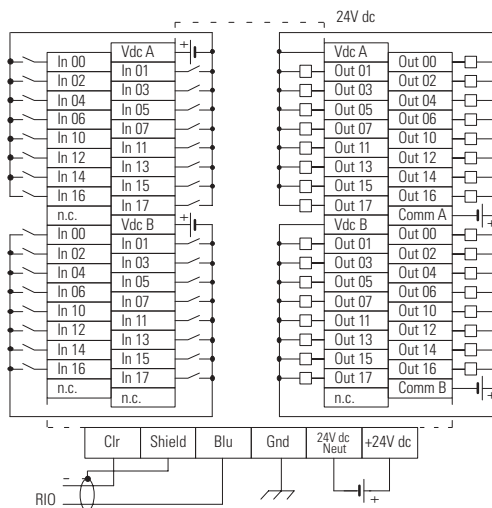 24V dc
Vdc A
In 00
In 01
In 02
In 03
In 04
In 05
In 06
In 07
In 10
In 11
In 12
In 13
In 14
In 15
In 16
In 17
n.c.
Vdc B
In 00
In 01
In 02
In 03
In 04
In 05
In 06
In 07
In 10
In 11
In 12
In 13
In 14
In 15
In 16
In 17
n.c.
n.c.
Vdc A
Out 00
Out 01
Out 02
Out 03
Out 04
Out 05
Out 06
Out 07
Out 10
Out 11
Out 12
Out 13
Out 14
Out 15
Out 16
Out 17
Comm A
Vdc B
Out 00
Out 01
Out 02
Out 03
Out 04
Out 05
Out 06
Out 07
Out 10
Out 11
Out 12
Out 13
Out 14
Out 15
Out 16
Out 17
Comm B
n.c.
Clr
Shield
Blu
Gnd
24V dc
Neut
+24V dc
RIO